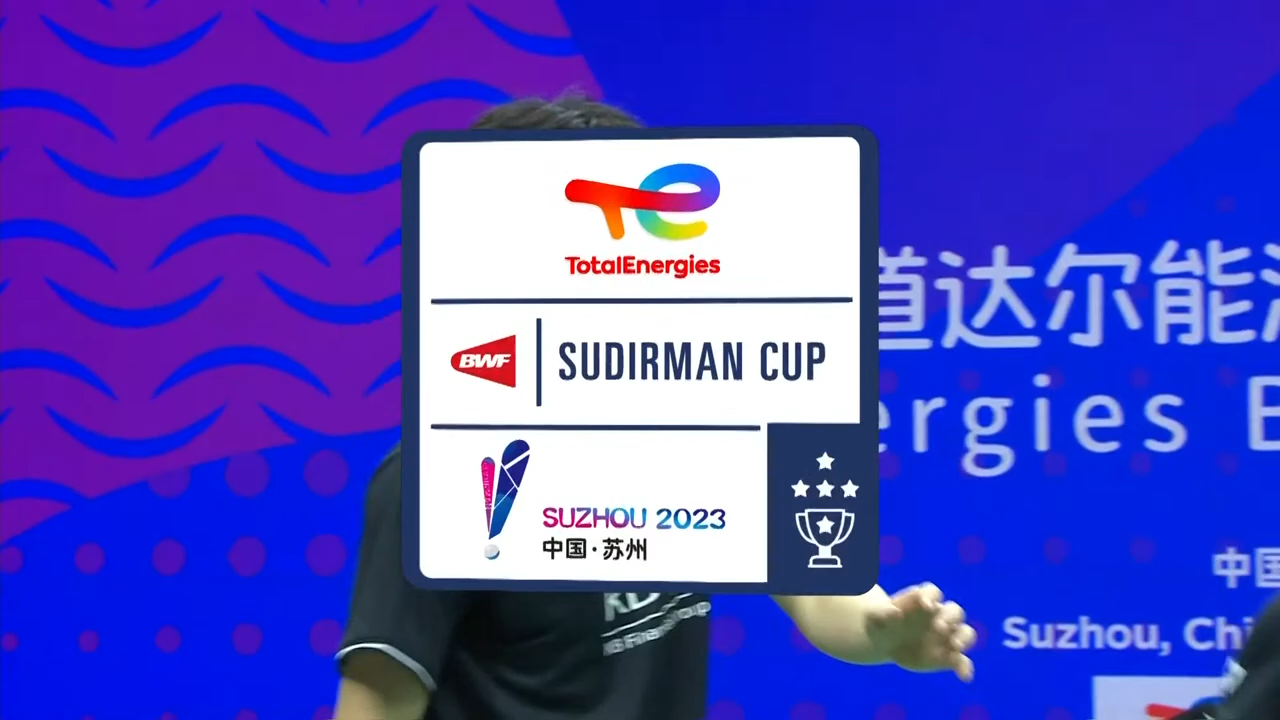 TotalEnergies
BWF
SUDIRMAN CUP
SUZHOU 2023
中国·苏州
道达尔能
ergies B
中国
Suzhou, Chi